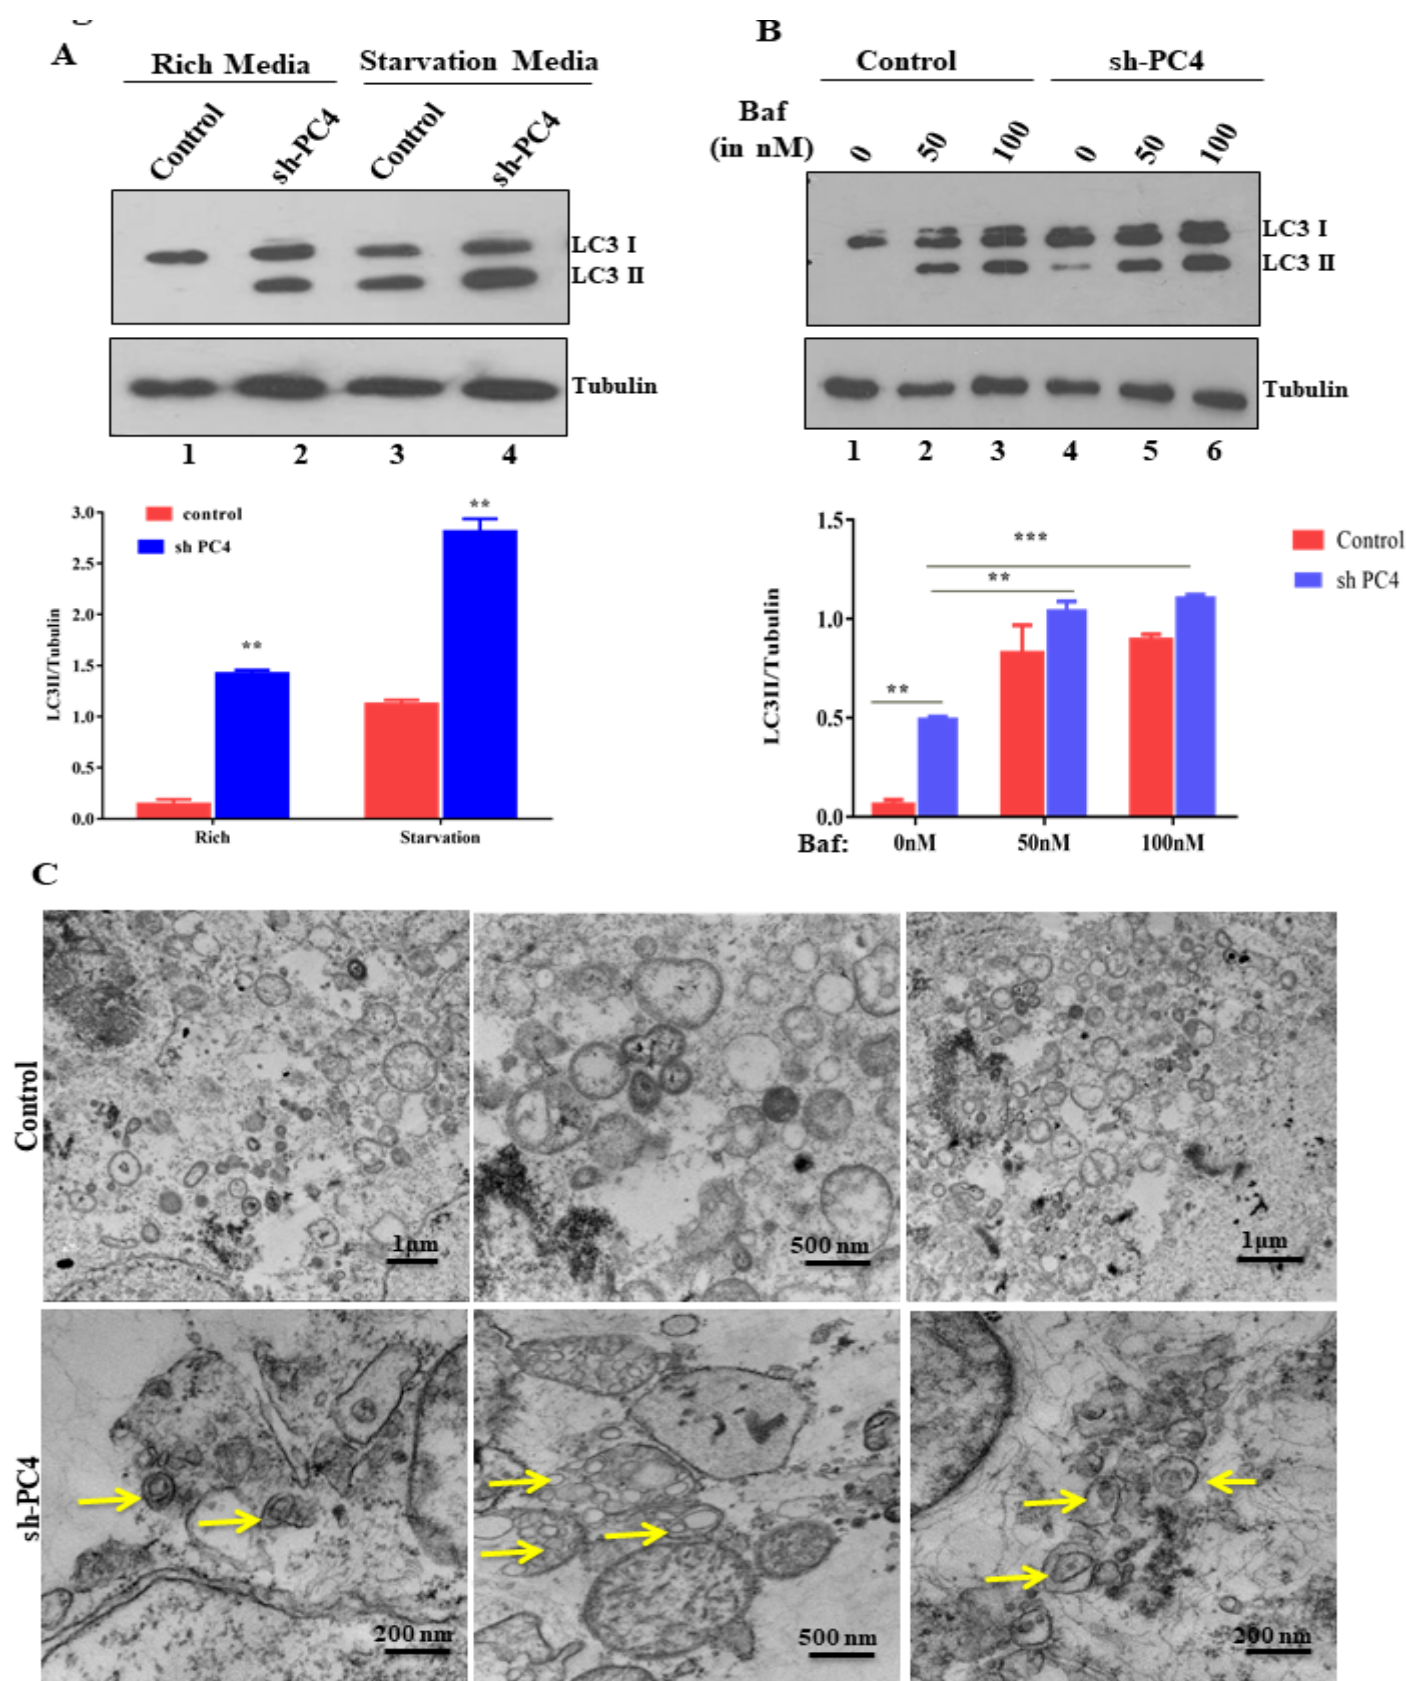 A
Rich Media
Starvation Media
Control
sh-PC4
Control
sh-PC4
LC3 I
LC3 II
Tubulin
1 2 3 4
3.0
2.5
2.0
1.5
1.0
0.5
0.0
LC3II/Tubulin
control
sh PC4
**
**
Rich
Starvation
B
Control
sh-PC4
Baf
(in nM)
0
50
100
0
50
100
LC3 I
LC3 II
Tubulin
1 2 3 4 5 6
1.5
1.0
0.5
0.0
LC3II/Tubulin
***
**
**
Control
sh PC4
Baf:
0nM
50nM
100nM
C
Control
1µm
500 nm
1µm
sh-PC4
200 nm
500 nm
200 nm